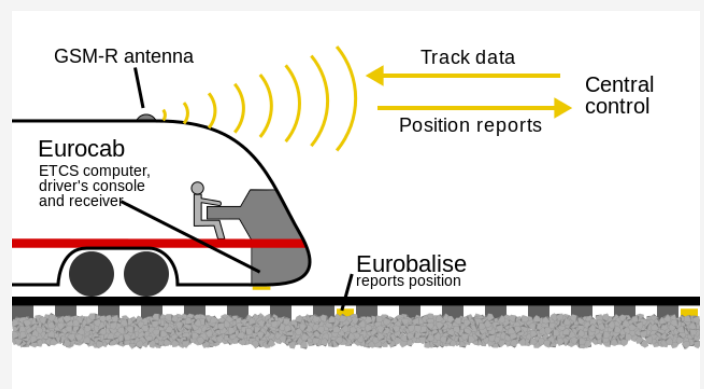 GSM-R antenna
Track data
Central
control
Position reports
Eurocab
ETCS computer,
driver's console
and receiver
Eurobalise
reports position